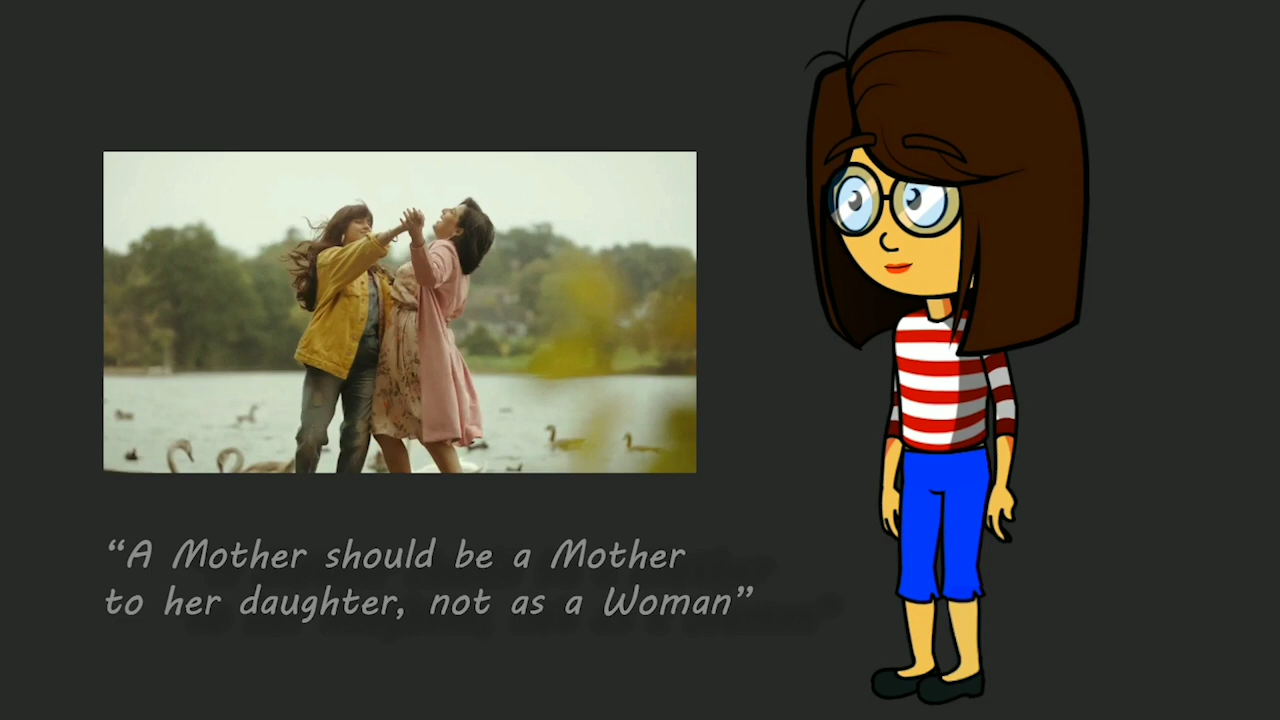 “A Mother should be a Mother
to her daughter, not as a Woman”